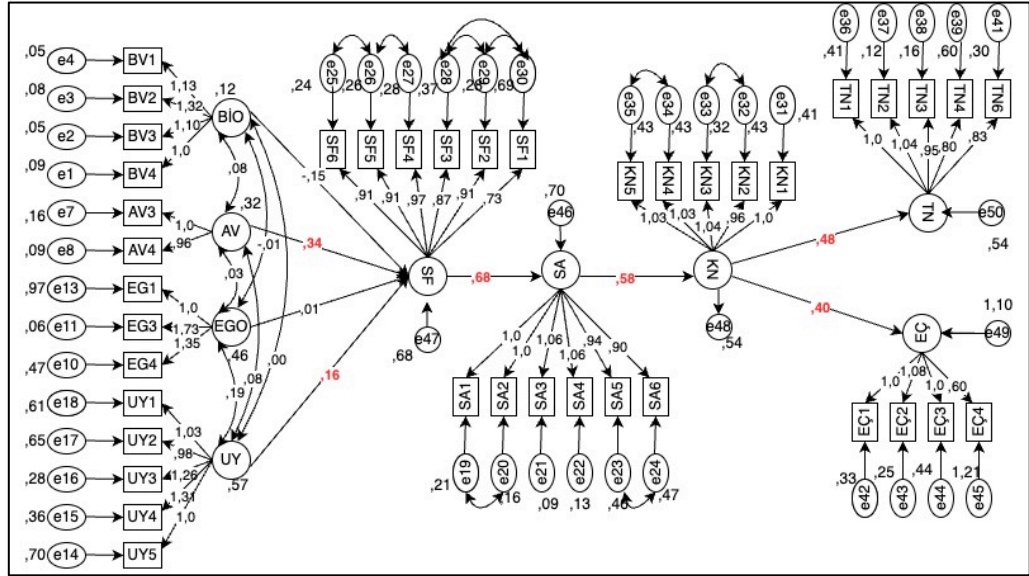 ,05 e4 BV1
,08 e3 BV2
,05 e2 BV3
,09 e1 BV4
,16 e7 AV3
,09 e8 AV4
,97 e13 EG1
,06 e11 EG3
,47 e10 EG4
,61 e18 UY1
,65 e17 UY2
,28 e16 UY3
,36 e15 UY4
,70 e14 UY5
1,13
1,32
1,10
1,0
,12
BİO
1,0
,96
,32
AV
1,0
1,73
1,35
EGO
,46
1,03
,98
1,26
1,31
1,0
UY
,57
,08
-,01
,03
,00
,08
,19
-,15
,34
,01
,16
e25 e26 e27 e28 e29 e30
,24 ,26 ,28 ,37 ,26 ,69
SF6 SF5 SF4 SF3 SF2 SF1
,91 ,91 ,97 ,87 ,91 ,73
SF
e47
,68
,68
,70
e46
SA
1,0 1,0 1,06 1,06 ,94 ,90
SA1 SA2 SA3 SA4 SA5 SA6
e19 e20 e21 e22 e23 e24
,21 ,16 ,09 ,13 ,46 ,47
,58
e35 e34 e33 e32 e31
,43 ,43 ,32 ,43 ,41
KN5 KN4 KN3 KN2 KN1
1,03 1,03 1,04 ,96 1,0
KN
e48
,54
,48
,40
e36 e37 e38 e39 e41
,41 ,12 ,16 ,60 ,30
TN1 TN2 TN3 TN4 TN6
1,0 1,04 ,95 ,80 ,83
TN
e50
,54
1,10
EÇ
e49
1,0 1,08 1,0 ,60
EÇ1 EÇ2 EÇ3 EÇ4
,33 ,25 ,44 1,21
e42 e43 e44 e45